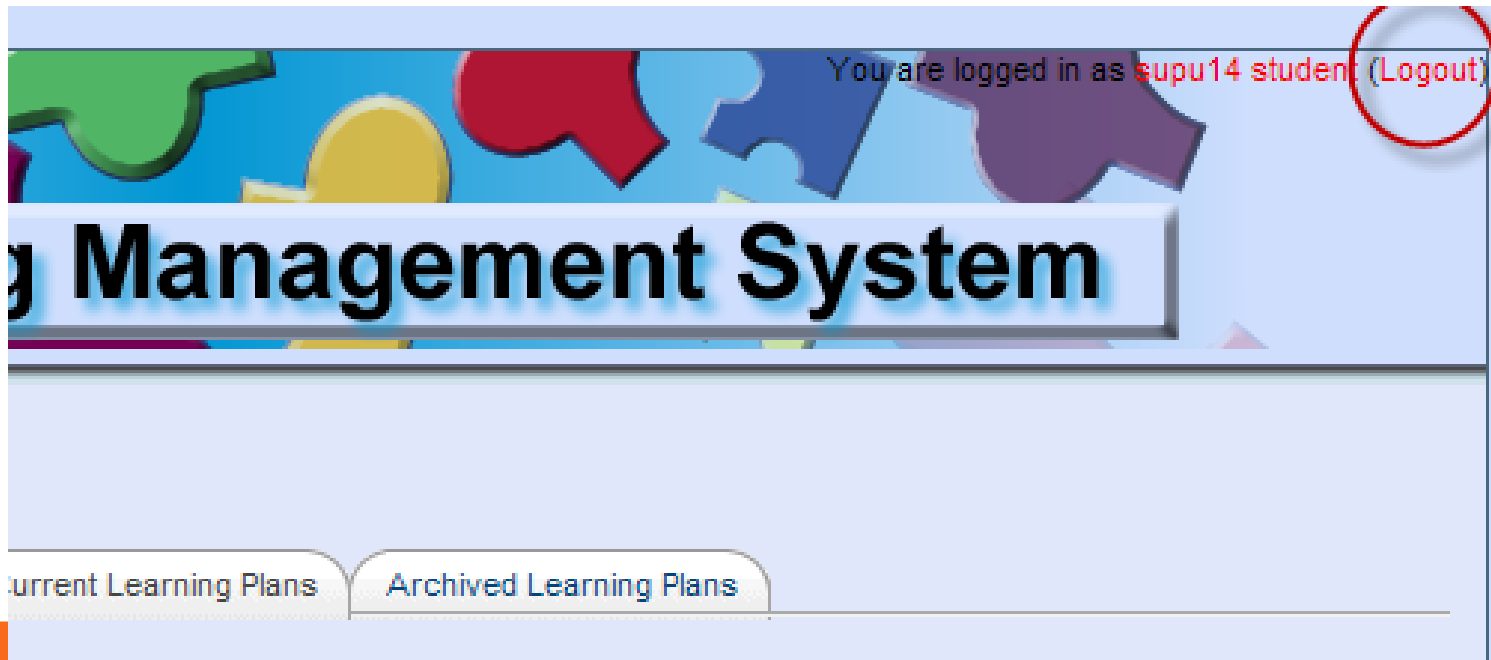 You are logged in as supu14 student (Logout)
g Management System
urrent Learning Plans
Archived Learning Plans